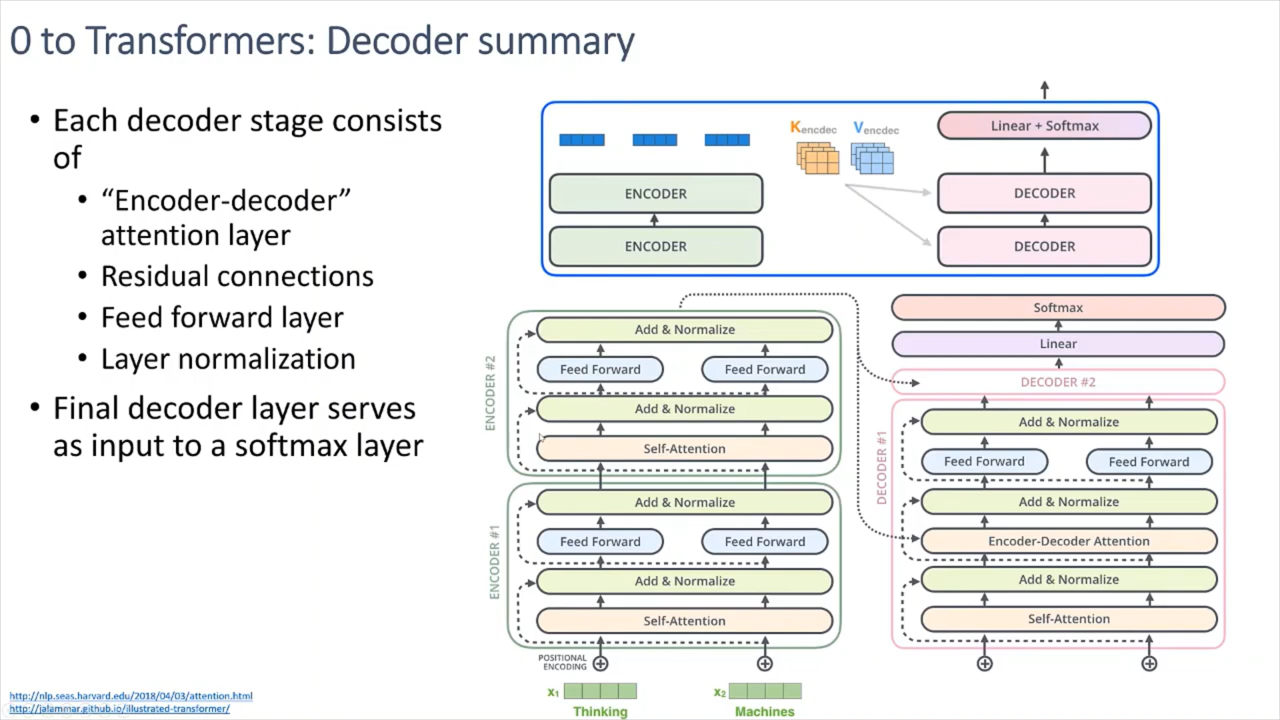 0 to Transformers: Decoder summary
• Each decoder stage consists
of
• “Encoder-decoder”
attention layer
• Residual connections
• Feed forward layer
• Layer normalization
• Final decoder layer serves
as input to a softmax layer
Kencdec
Vencdec
Linear + Softmax
ENCODER
DECODER
ENCODER
DECODER
ENCODER #2
Add & Normalize
Feed Forward
Feed Forward
Add & Normalize
Self-Attention
ENCODER #1
Add & Normalize
Feed Forward
Feed Forward
Add & Normalize
Self-Attention
POSITIONAL
ENCODING
x1
x2
Thinking
Machines
Softmax
Linear
DECODER #2
DECODER #1
Add & Normalize
Feed Forward
Feed Forward
Add & Normalize
Encoder-Decoder Attention
Add & Normalize
Self-Attention
http://nlp.seas.harvard.edu/2018/04/03/attention.html
http://jalammar.github.io/illustrated-transformer/